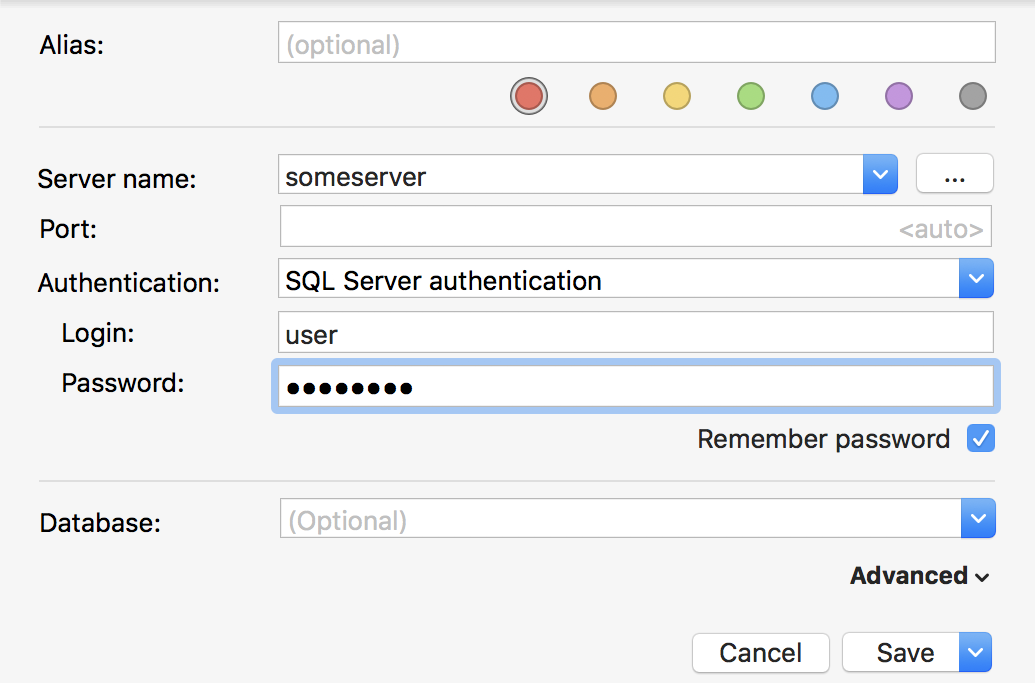 Alias: (optional)
Server name: someserver ...
Port: <auto>
Authentication: SQL Server authentication
Login: user
Password: ••••••••
Remember password
Database: (Optional)
Advanced
Cancel Save